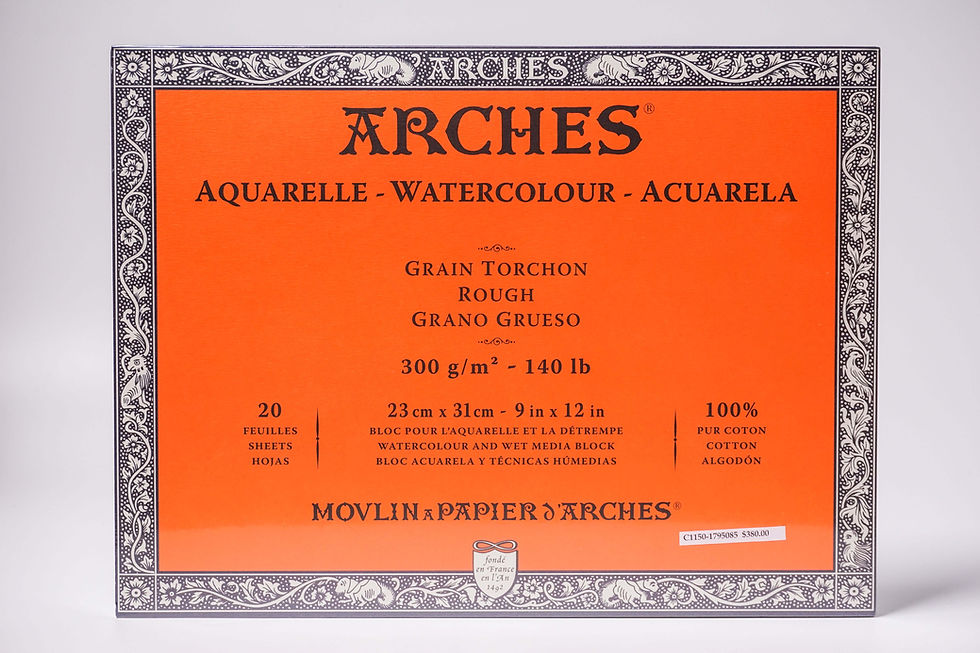 ARCHES
ARCHES®
AQUARELLE - WATERCOLOUR - ACUARELA
GRAIN TORCHON
ROUGH
GRANO GRUESO
300 g/m² - 140 lb
20
FEUILLES
SHEETS
HOJAS
23 cm x 31 cm - 9 in x 12 in
BLOC POUR L'AQUARELLE ET LA DÉTREMPE
WATERCOLOUR AND WET MEDIA BLOCK
BLOC ACUARELA Y TÉCNICAS HÚMEDIAS
100%
PUR COTON
COTTON
ALGODÓN
MOVLIN A PAPIER d'ARCHES®
C1150-1795085 $380.00
fondé
en France
en l'An
1492